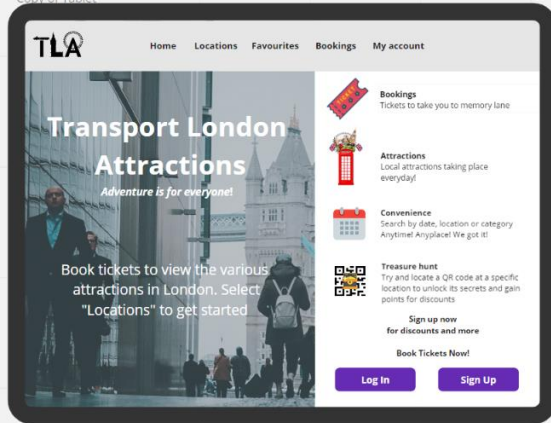 Copy of Tablet
TLA
Home Locations Favourites Bookings My account
Transport London
Attractions
Adventure is for everyone!
Book tickets to view the various
attractions in London. Select
"Locations" to get started
Bookings
Tickets to take you to memory lane
Attractions
Local attractions taking place
everyday!
Convenience
Search by date, location or category
Anytime! Anyplace! We got it!
Treasure hunt
Try and locate a QR code at a specific
location to unlock its secrets and gain
points for discounts
Sign up now
for discounts and more
Book Tickets Now!
Log In Sign Up